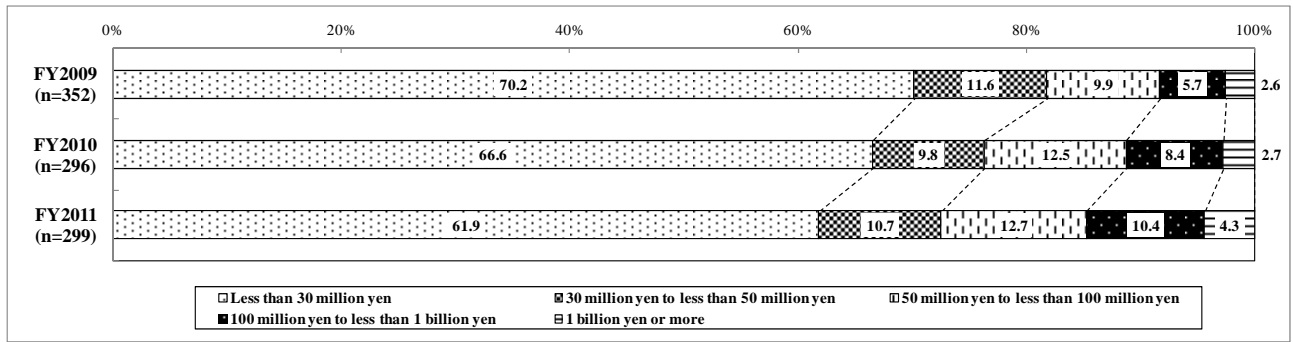 0% 20% 40% 60% 80% 100%
FY2009
(n=352)
70.2 11.6 9.9 5.7 2.6
FY2010
(n=296)
66.6 9.8 12.5 8.4 2.7
FY2011
(n=299)
61.9 10.7 12.7 10.4 4.3
Less than 30 million yen 30 million yen to less than 50 million yen 50 million yen to less than 100 million yen
100 million yen to less than 1 billion yen 1 billion yen or more